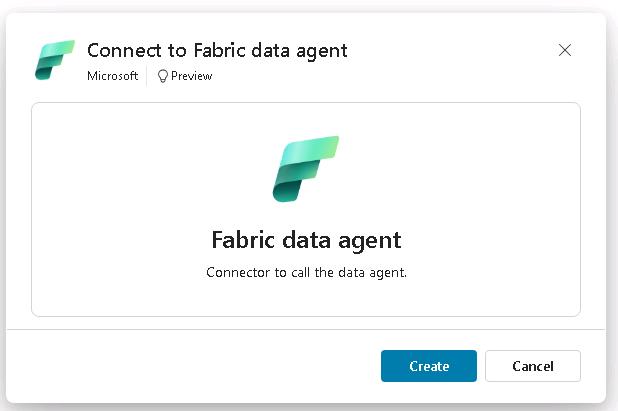 Connect to Fabric data agent
Microsoft Preview
Fabric data agent
Connector to call the data agent.
Create Cancel